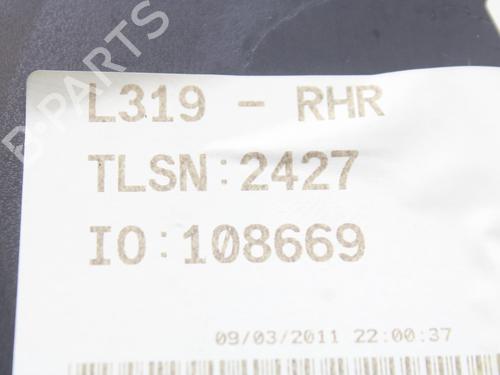 B-PARTS
L319 - RHR
TLSN:2427
IO:108669
09/03/2011 22:00:37